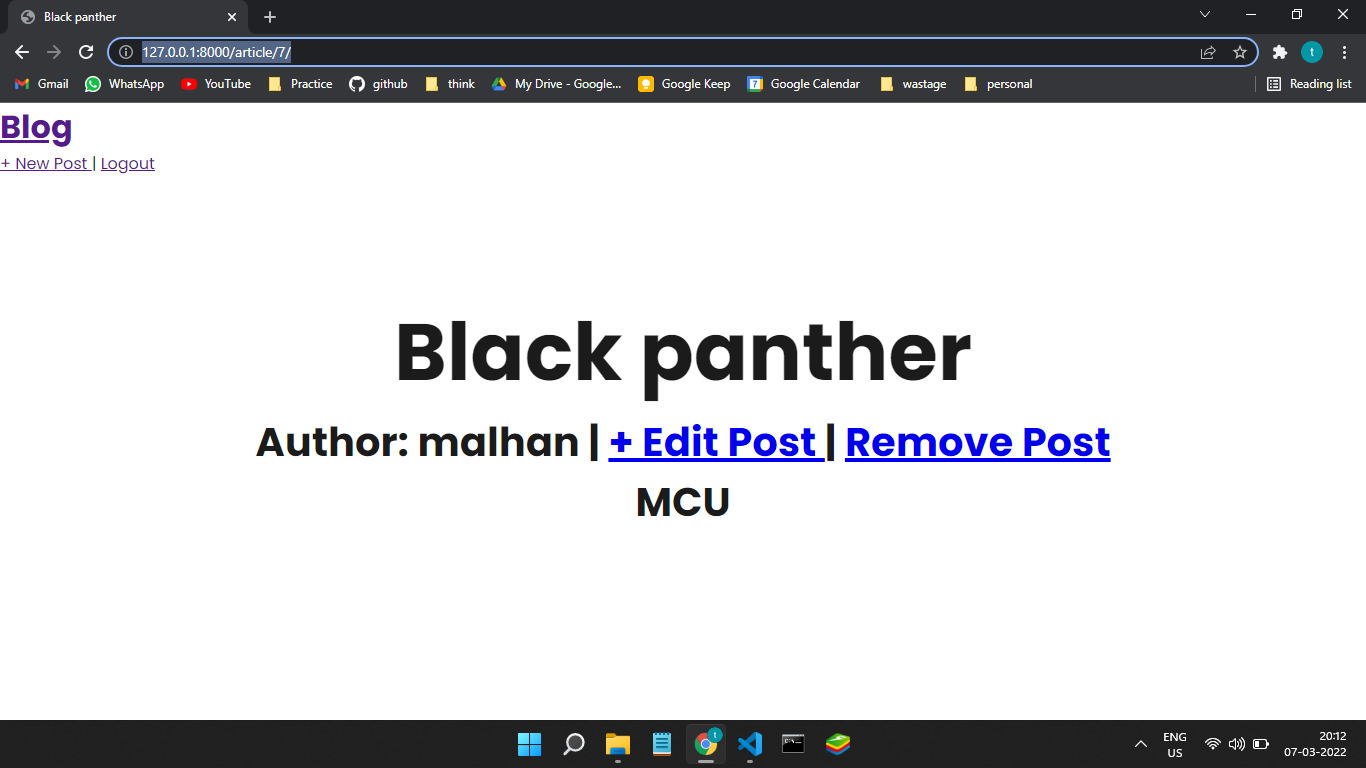 Black panther
127.0.0.1:8000/article/7/
t
Gmail WhatsApp YouTube Practice github think My Drive - Google... Google Keep 7 Google Calendar wastage personal Reading list
Blog
+ New Post | Logout
Black panther
Author: malhan | + Edit Post | Remove Post
MCU
t
ENG
US
20:12
07-03-2022